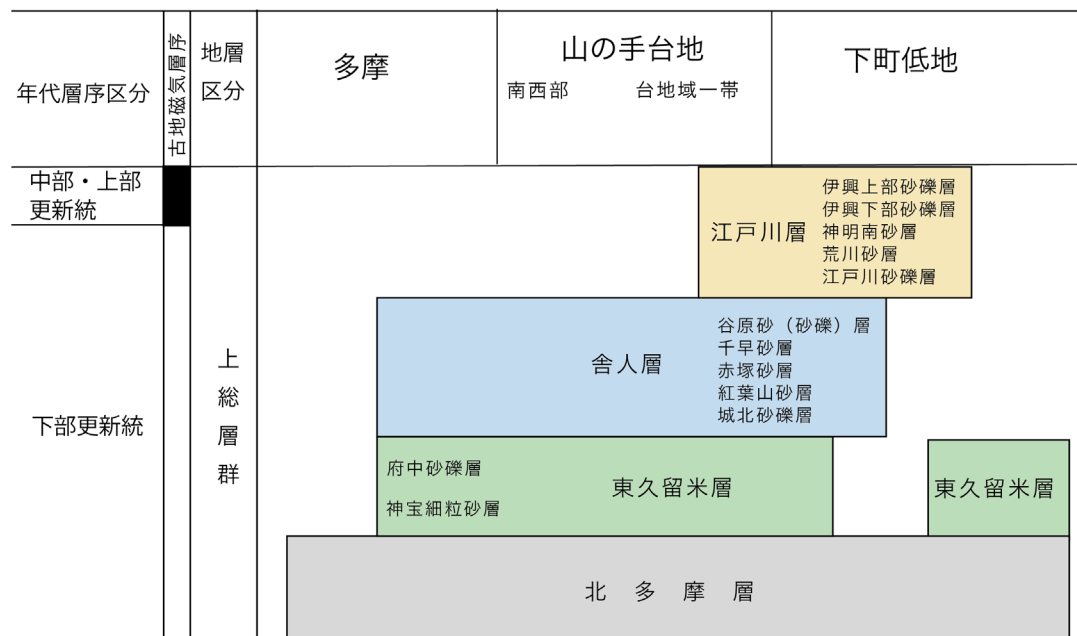 年代層序区分
古地磁気層序
地層
区分
多摩
山の手台地
南西部
台地域一帯
下町低地
中部・上部
更新統
下部更新統
上総層群
江戸川層
伊興上部砂礫層
伊興下部砂礫層
神明南砂層
荒川砂層
江戸川砂礫層
舎人層
谷原砂（砂礫）層
千早砂層
赤塚砂層
紅葉山砂層
城北砂礫層
府中砂礫層
神宝細粒砂層
東久留米層
東久留米層
北多摩層